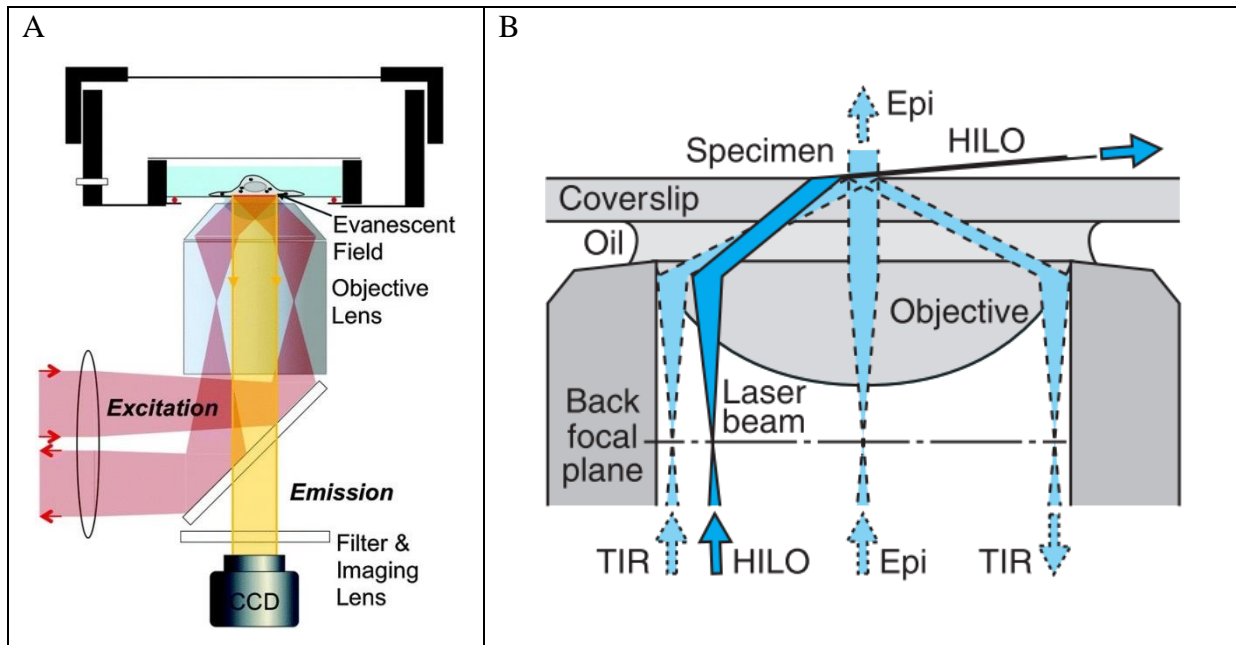 A
Evanescent
Field
Objective
Lens
Excitation
Emission
Filter &
Imaging
Lens
CCD
B
Epi
HILO
Specimen
Coverslip
Oil
Objective
Laser
beam
Back
focal
plane
TIR
HILO
Epi
TIR